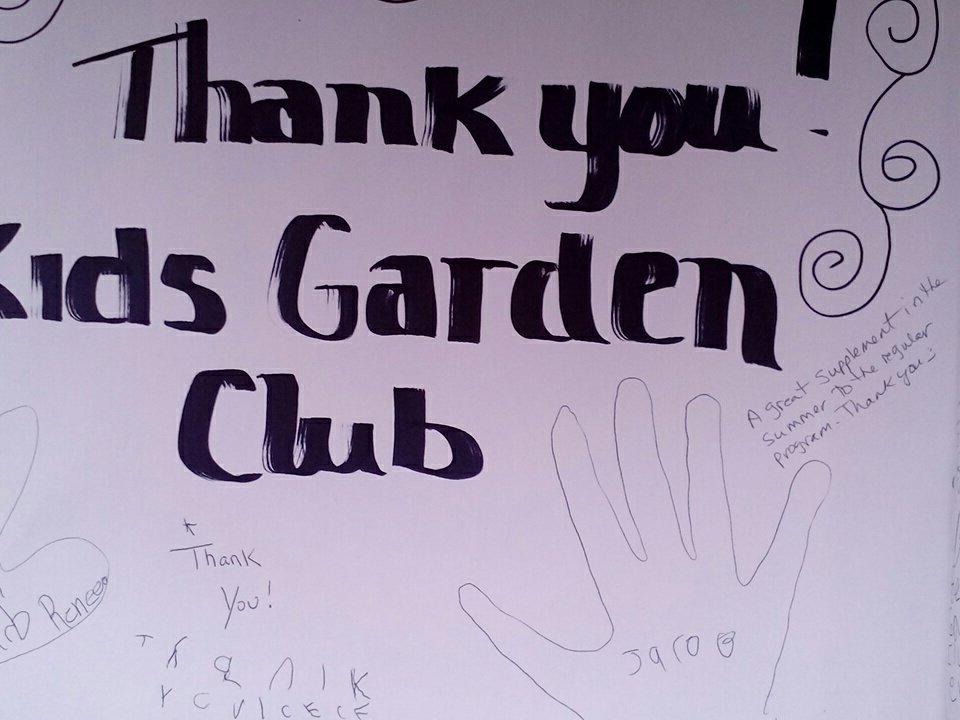 Thank you!
Kids Garden
Club
A great supplement in the
summer to the regular
program. Thank you
Thank
You!
Renee